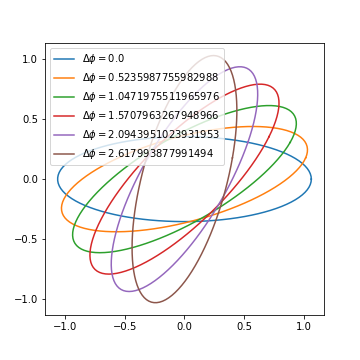 Δϕ = 0.0
Δϕ = 0.5235987755982988
Δϕ = 1.0471975511965976
Δϕ = 1.5707963267948966
Δϕ = 2.0943951023931953
Δϕ = 2.617993877991494
1.0
0.5
0.0
−0.5
−1.0
−1.0 −0.5 0.0 0.5 1.0